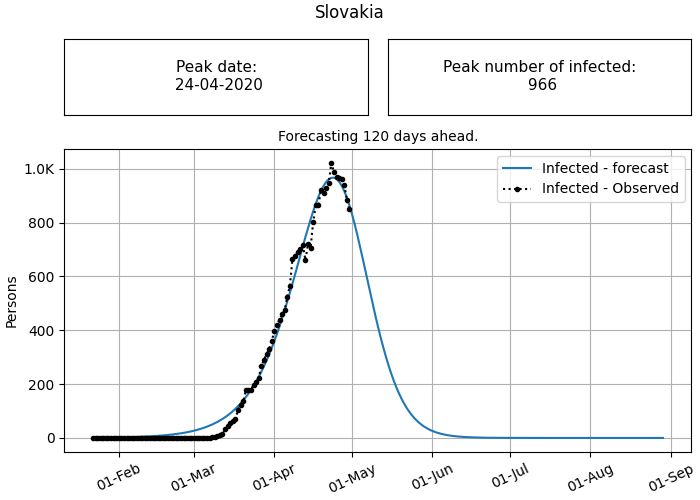 Slovakia
Peak date:
24-04-2020
Peak number of infected:
966
Forecasting 120 days ahead.
Infected - forecast
Infected - Observed
Persons
1.0K
800
600
400
200
0
01-Feb
01-Mar
01-Apr
01-May
01-Jun
01-Jul
01-Aug
01-Sep